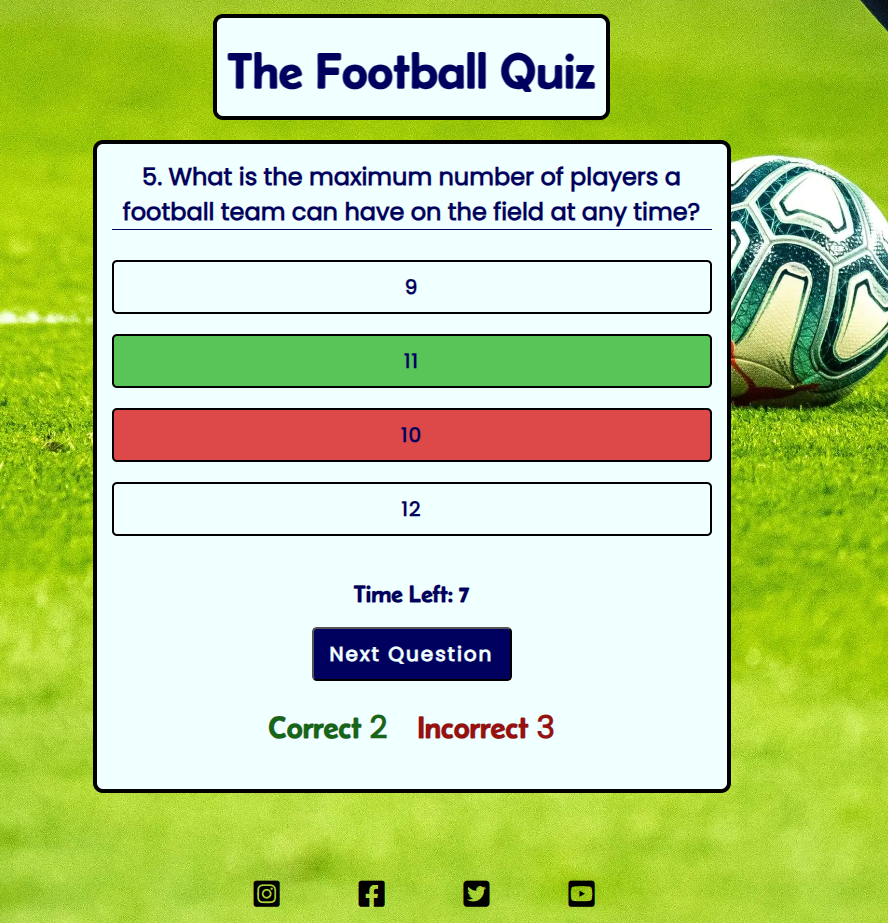 The Football Quiz
5. What is the maximum number of players a
football team can have on the field at any time?
9
11
10
12
Time Left: 7
Next Question
Correct 2 Incorrect 3